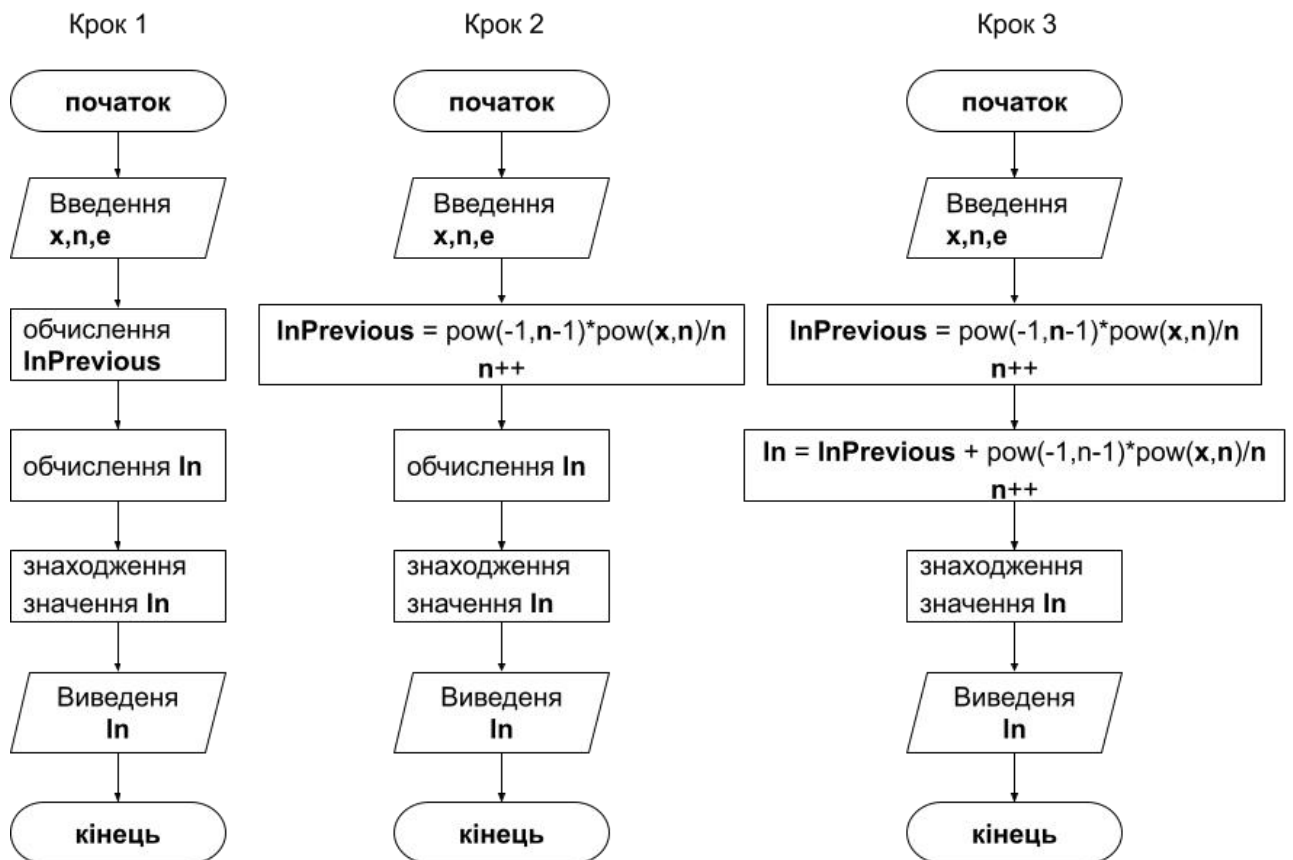 Крок 1
початок
Введення
x,n,e
обчислення
lnPrevious
обчислення ln
знаходження
значення ln
Виведеня
ln
кінець
Крок 2
початок
Введення
x,n,e
lnPrevious = pow(-1,n-1)*pow(x,n)/n
n++
обчислення ln
знаходження
значення ln
Виведеня
ln
кінець
Крок 3
початок
Введення
x,n,e
lnPrevious = pow(-1,n-1)*pow(x,n)/n
n++
ln = lnPrevious + pow(-1,n-1)*pow(x,n)/n
n++
знаходження
значення ln
Виведеня
ln
кінець